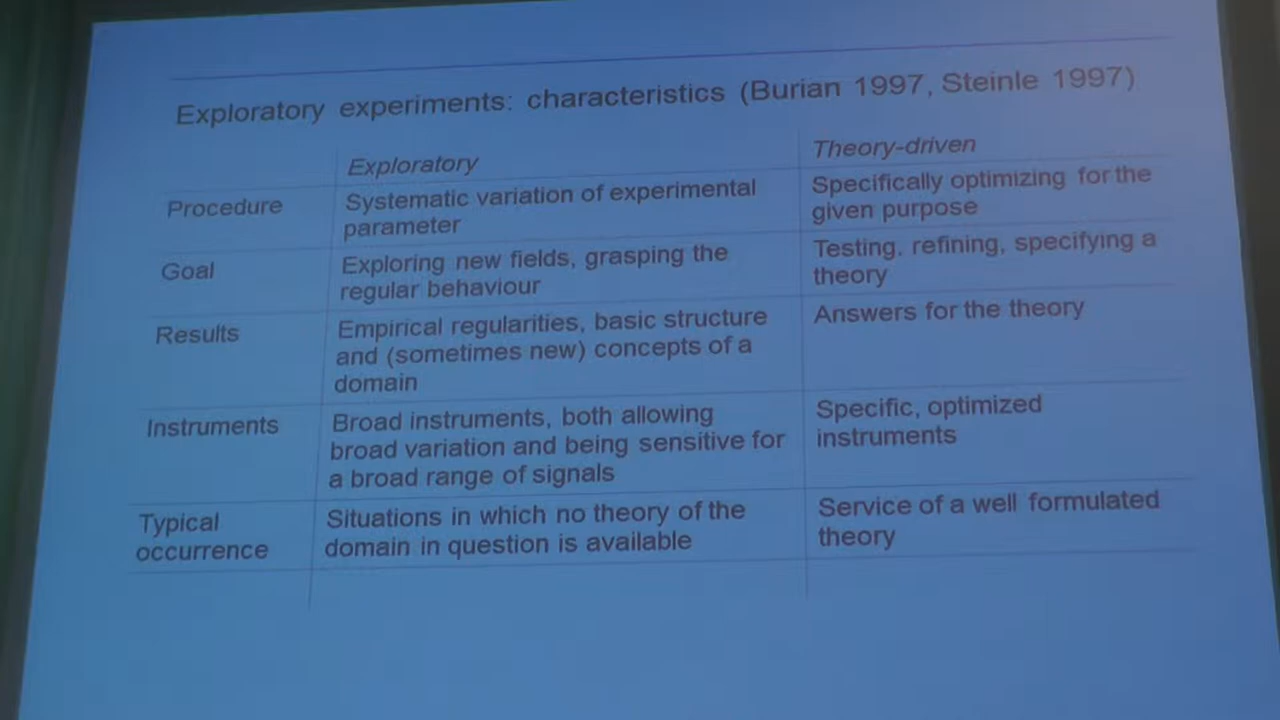 Exploratory experiments: characteristics (Burian 1997, Steinle 1997)
Exploratory
Theory-driven
Procedure
Systematic variation of experimental
parameter
Specifically optimizing for the
given purpose
Goal
Exploring new fields, grasping the
regular behaviour
Testing, refining, specifying a
theory
Results
Empirical regularities, basic structure
and (sometimes new) concepts of a
domain
Answers for the theory
Instruments
Broad instruments, both allowing
broad variation and being sensitive for
a broad range of signals
Specific, optimized
instruments
Typical
occurrence
Situations in which no theory of the
domain in question is available
Service of a well formulated
theory